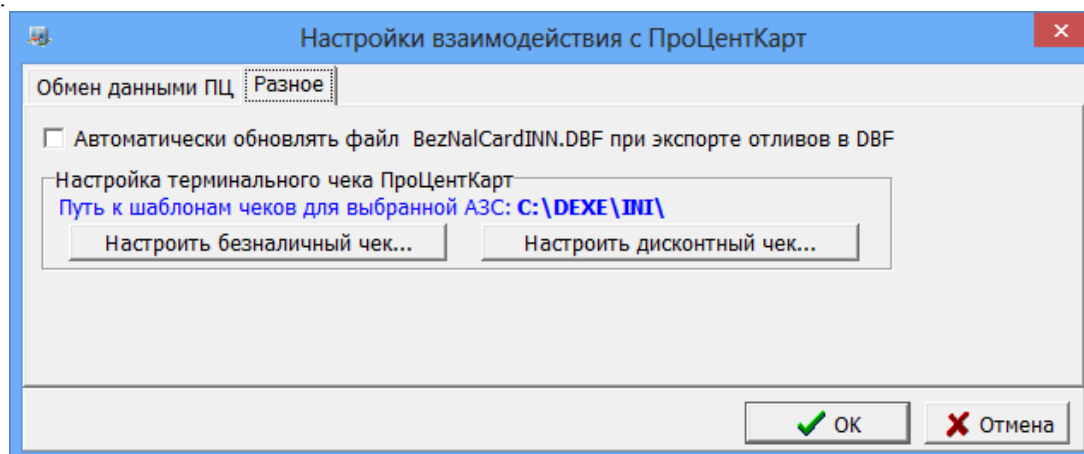 Настройки взаимодействия с ПроЦентКарт
Обмен данными ПЦ Разное
Автоматически обновлять файл BezNalCardINN.DBF при экспорте отливов в DBF
Настройка терминального чека ПроЦентКарт
Путь к шаблонам чеков для выбранной АЗС: C:\DEXE\INI\
Настроить безналичный чек... Настроить дисконтный чек...
OK Отмена